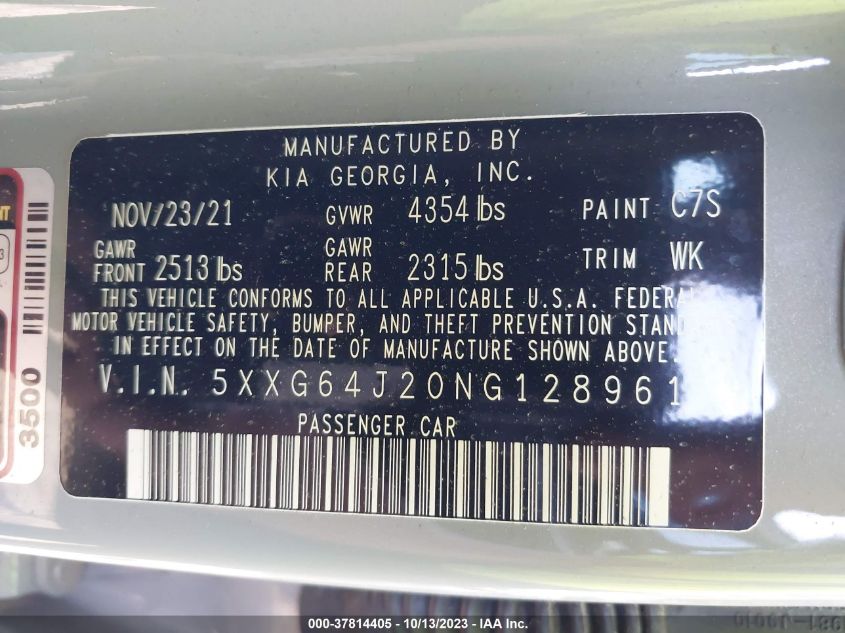 MANUFACTURED BY
KIA GEORGIA, INC.
NOV/23/21 GVWR 4354 lbs PAINT C7S
GAWR FRONT 2513 lbs GAWR REAR 2315 lbs TRIM WK
THIS VEHICLE CONFORMS TO ALL APPLICABLE U.S.A.
MOTOR VEHICLE SAFETY, BUMPER, AND THEFT PREVENTION
IN EFFECT ON THE DATE OF MANUFACTURE SHOWN ABOVE.
V.I.N. 5XXG64J20NG128961
PASSENGER CAR
3500
000-37814405 - 10/13/2023 - IAA Inc.